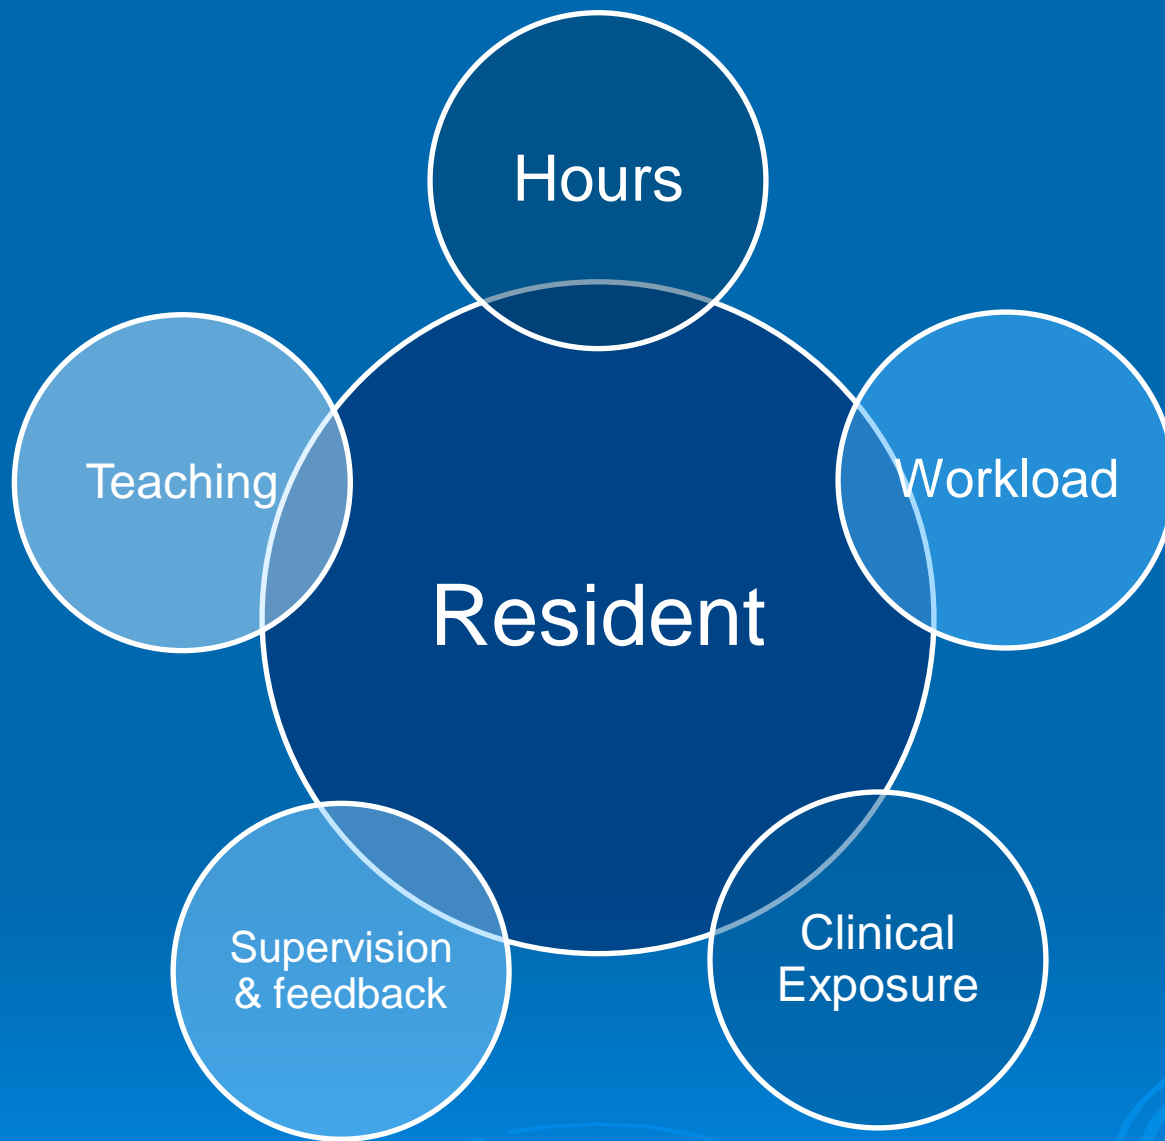 Hours
Workload
Teaching
Resident
Clinical
Exposure
Supervision
& feedback